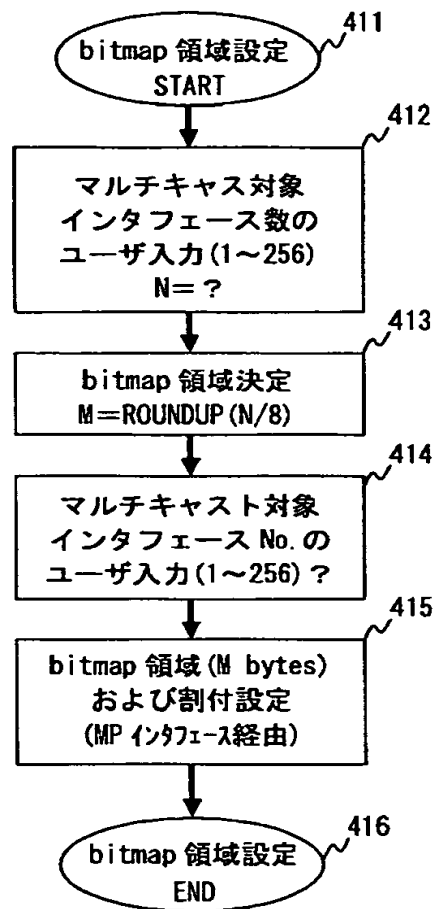 bitmap 領域設定
START
411
412
マルチキャス対象
インタフェース数の
ユーザ入力(1～256)
N=?
413
bitmap 領域決定
M=ROUNDUP(N/8)
414
マルチキャスト対象
インタフェース No.の
ユーザ入力(1～256)?
415
bitmap 領域(M bytes)
および割付設定
(MP インタフェース経由)
416
bitmap 領域設定
END